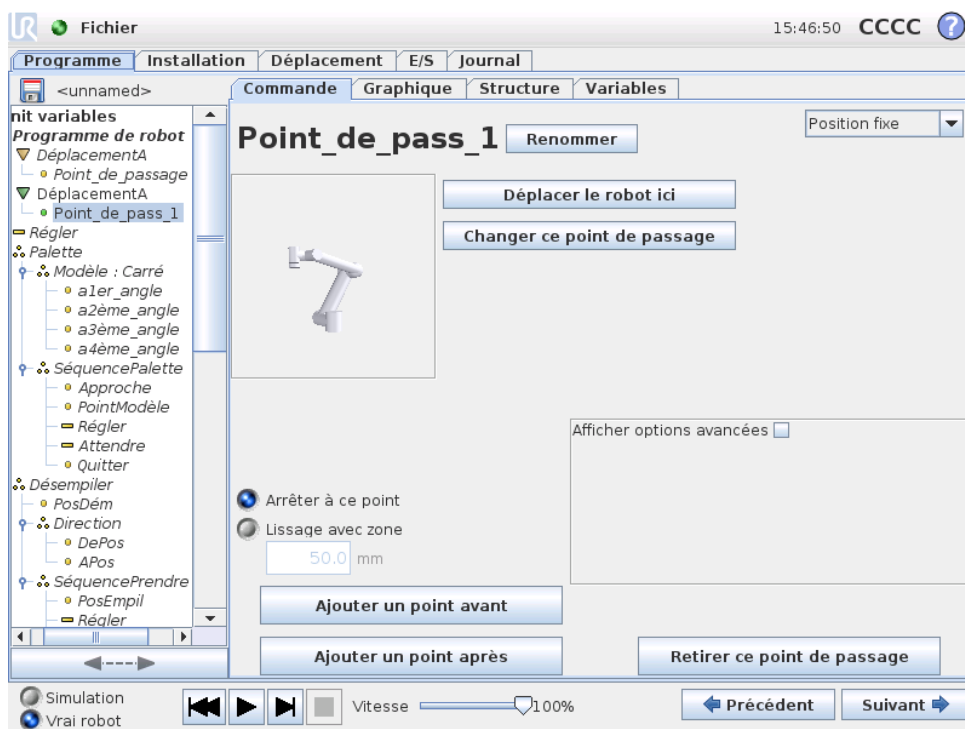 UR Fichier 15:46:50 CCCC ?
Programme Installation Déplacement E/S Journal
<unnamed> Commande Graphique Structure Variables
nit variables
Programme de robot
DéplacementA
Point_de_passage
DéplacementA
Point_de_pass_1
Régler
Palette
Modèle : Carré
a1er_angle
a2ème_angle
a3ème_angle
a4ème_angle
SéquencePalette
Approche
PointModèle
Régler
Attendre
Quitter
Désempiler
PosDém
Direction
DePos
APos
SéquencePrendre
PosEmpil
Régler
Point_de_pass_1 Renommer Position fixe
Déplacer le robot ici
Changer ce point de passage
Afficher options avancées
Arrêter à ce point
Lissage avec zone
50.0 mm
Ajouter un point avant
Ajouter un point après Retirer ce point de passage
Simulation
Vrai robot
Vitesse 100% Précédent Suivant